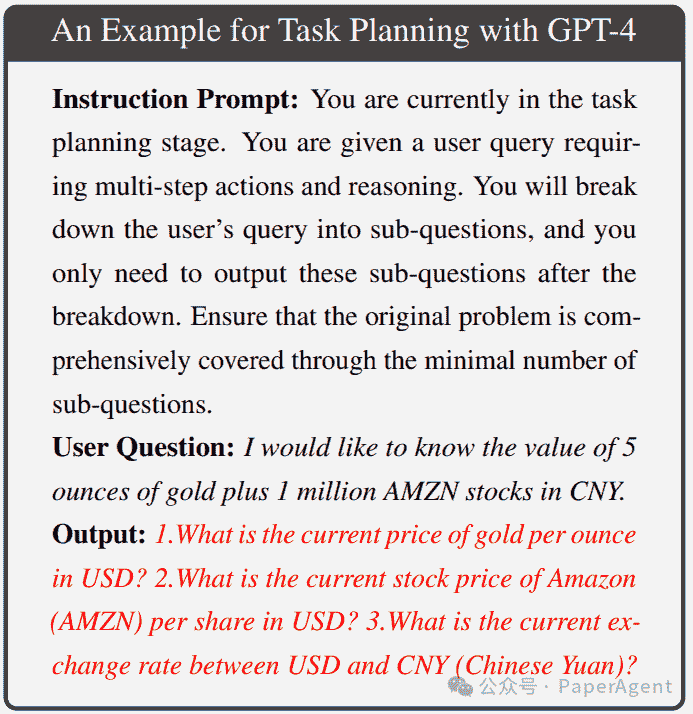 An Example for Task Planning with GPT-4
Instruction Prompt: You are currently in the task
planning stage. You are given a user query requir-
ing multi-step actions and reasoning. You will break
down the user's query into sub-questions, and you
only need to output these sub-questions after the
breakdown. Ensure that the original problem is com-
prehensively covered through the minimal number of
sub-questions.
User Question: I would like to know the value of 5
ounces of gold plus 1 million AMZN stocks in CNY.
Output: 1.What is the current price of gold per ounce
in USD? 2.What is the current stock price of Amazon
(AMZN) per share in USD? 3.What is the current ex-
change rate between USD and CNY (Chinese Yuan)?
公众号 · PaperAgent